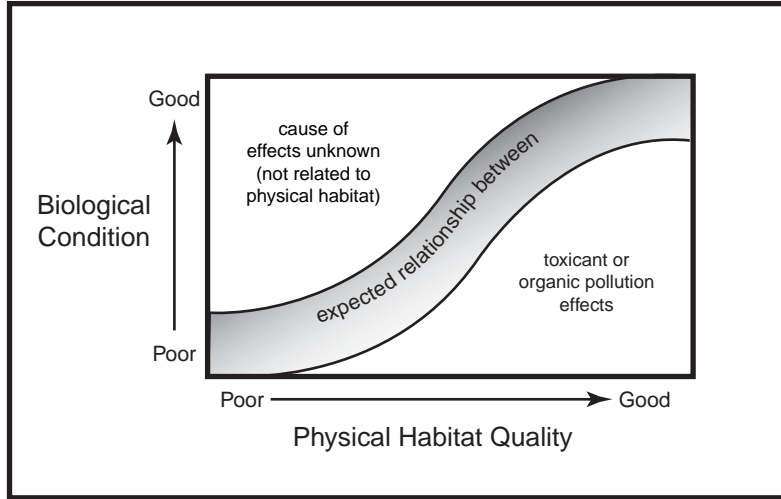 Good
Biological
Condition
Poor
cause of
effects unknown
(not related to
physical habitat)
expected relationship between
toxicant or
organic pollution
effects
Poor
Good
Physical Habitat Quality